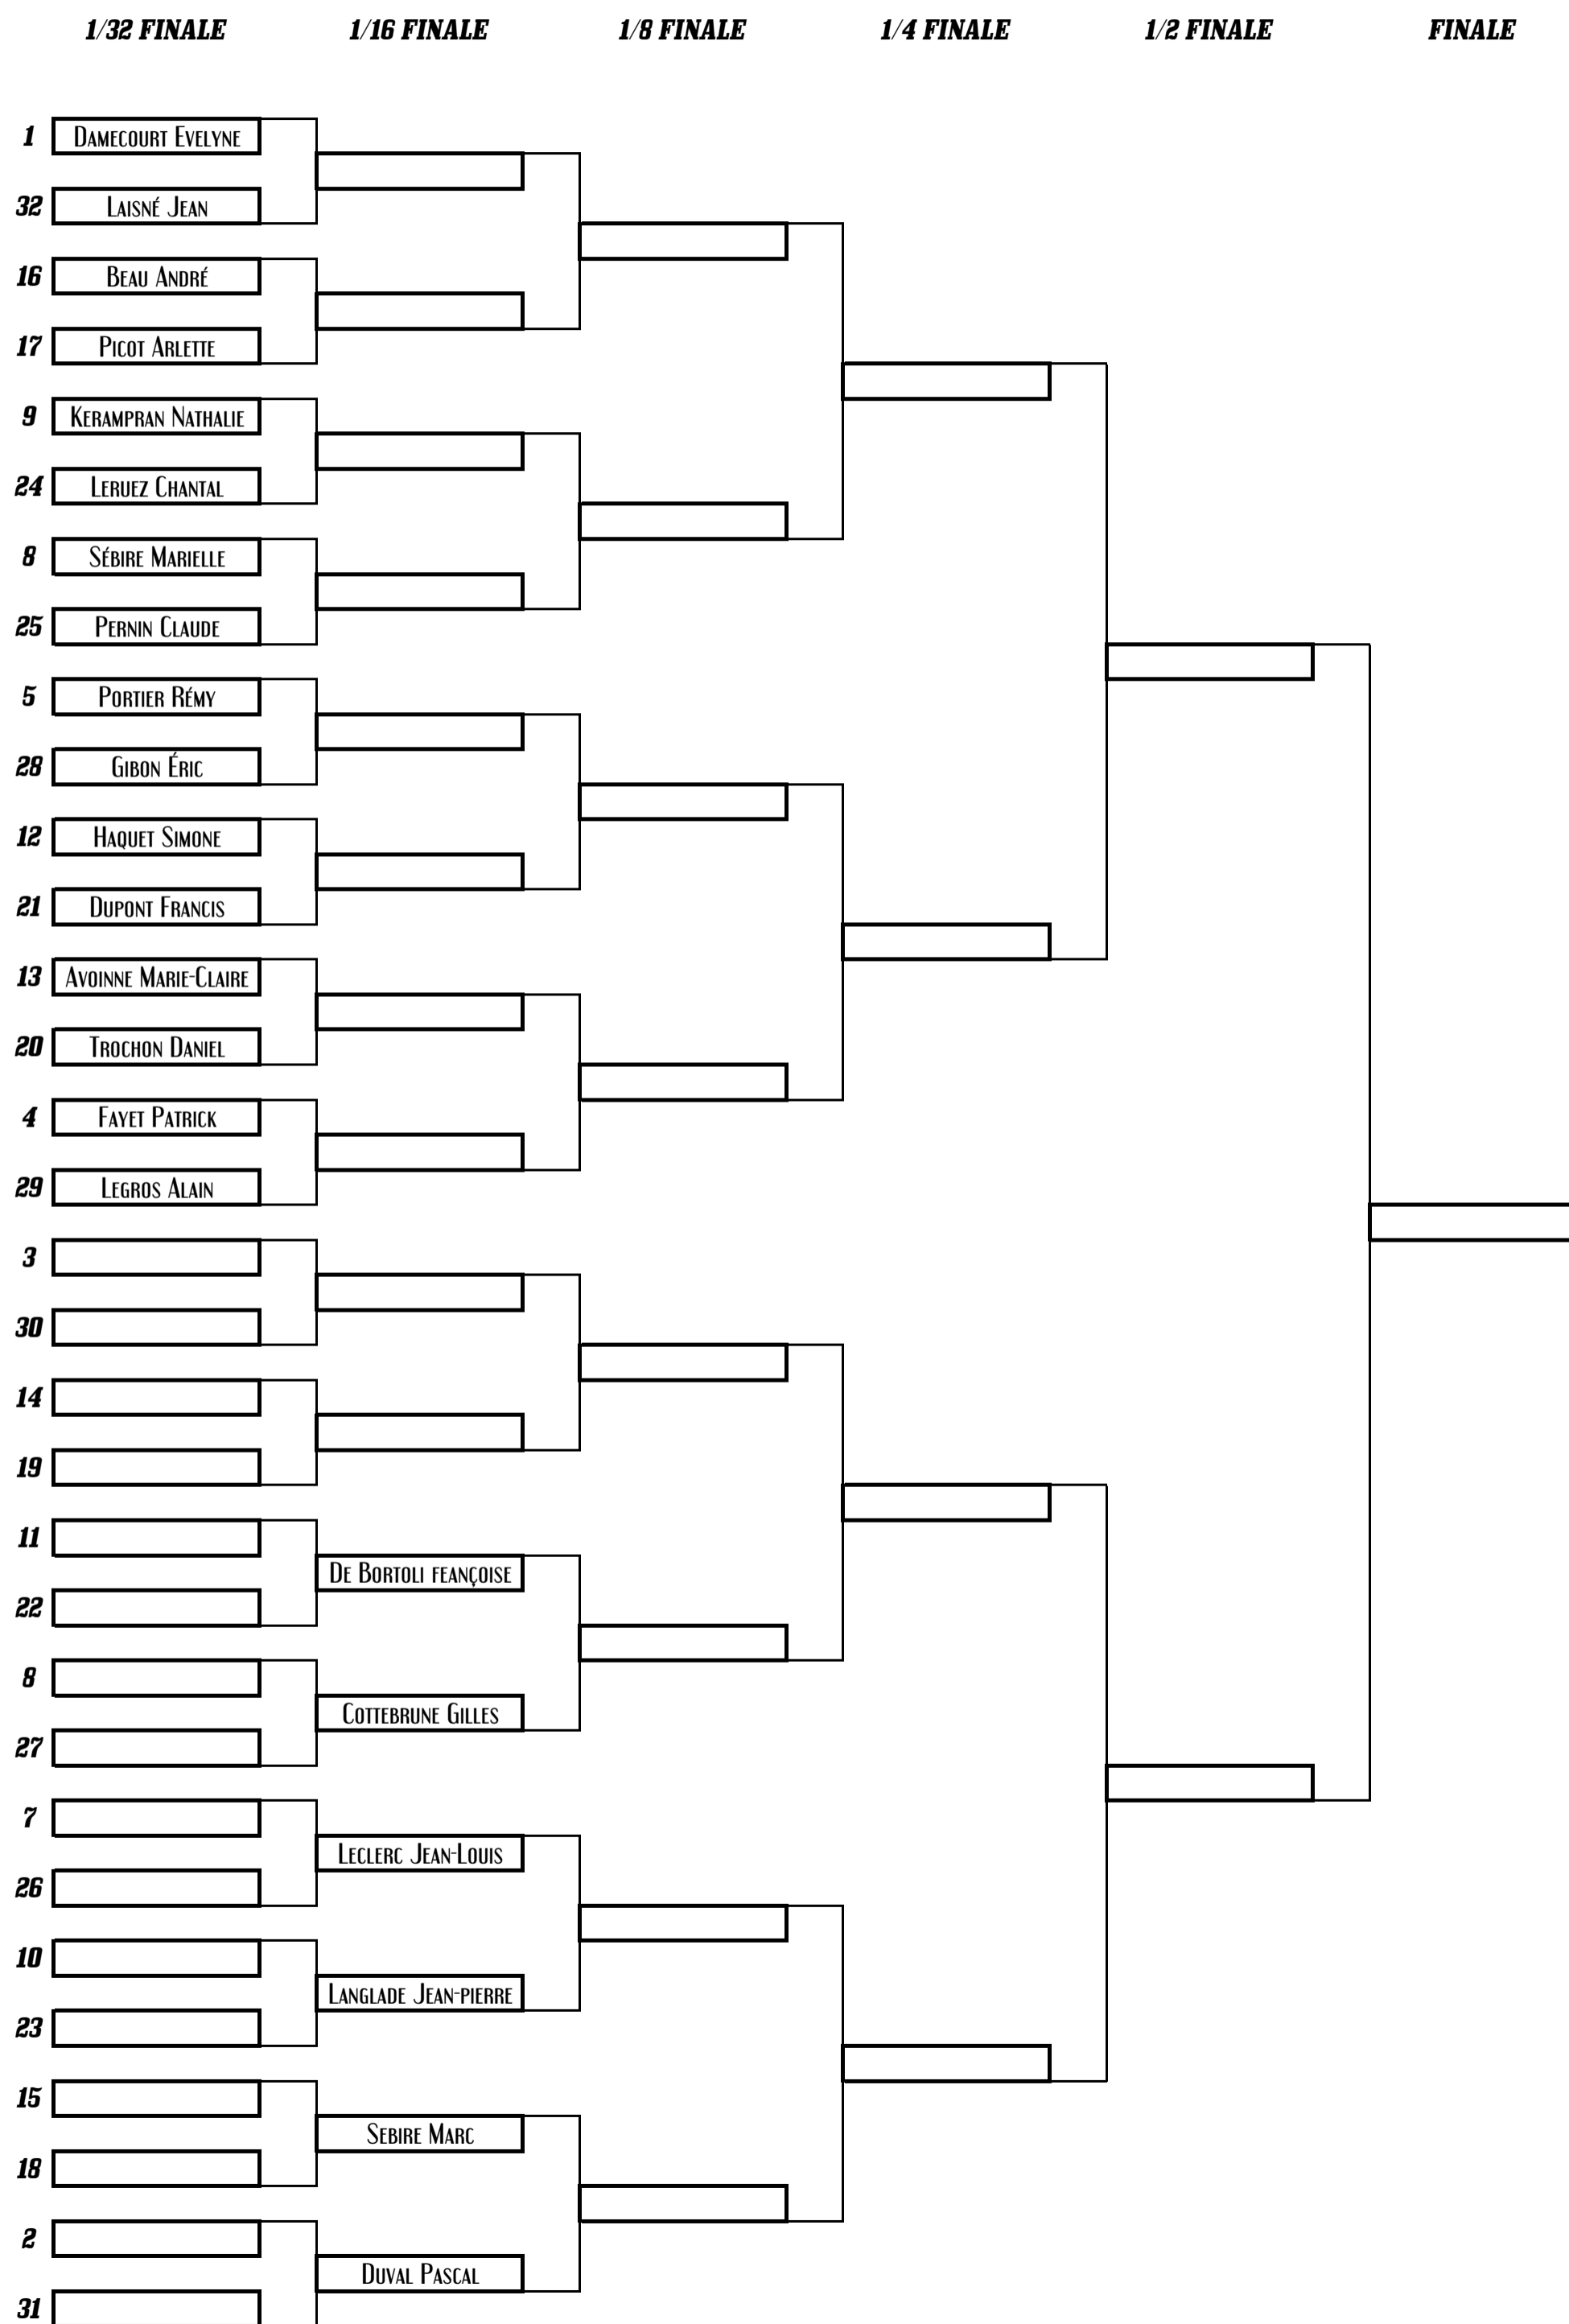 1/32 FINALE 1/16 FINALE 1/8 FINALE 1/4 FINALE 1/2 FINALE FINALE
1 Damecourt Evelyne
32 Laisné Jean
16 Beau André
17 Picot Arlette
9 Kerampran Nathalie
24 Leruez Chantal
8 Sébire Marielle
25 Pernin Claude
5 Portier Rémy
28 Gibon Éric
12 Haquet Simone
21 Dupont Francis
13 Avoinne Marie-Claire
20 Trochon Daniel
4 Fayet Patrick
29 Legros Alain
3
30
14
19
11
De Bortoli feançoise
22
8
Cottebrune Gilles
27
7
Leclerc Jean-Louis
26
10
Langlade Jean-pierre
23
15
Sebire Marc
18
2
Duval Pascal
31